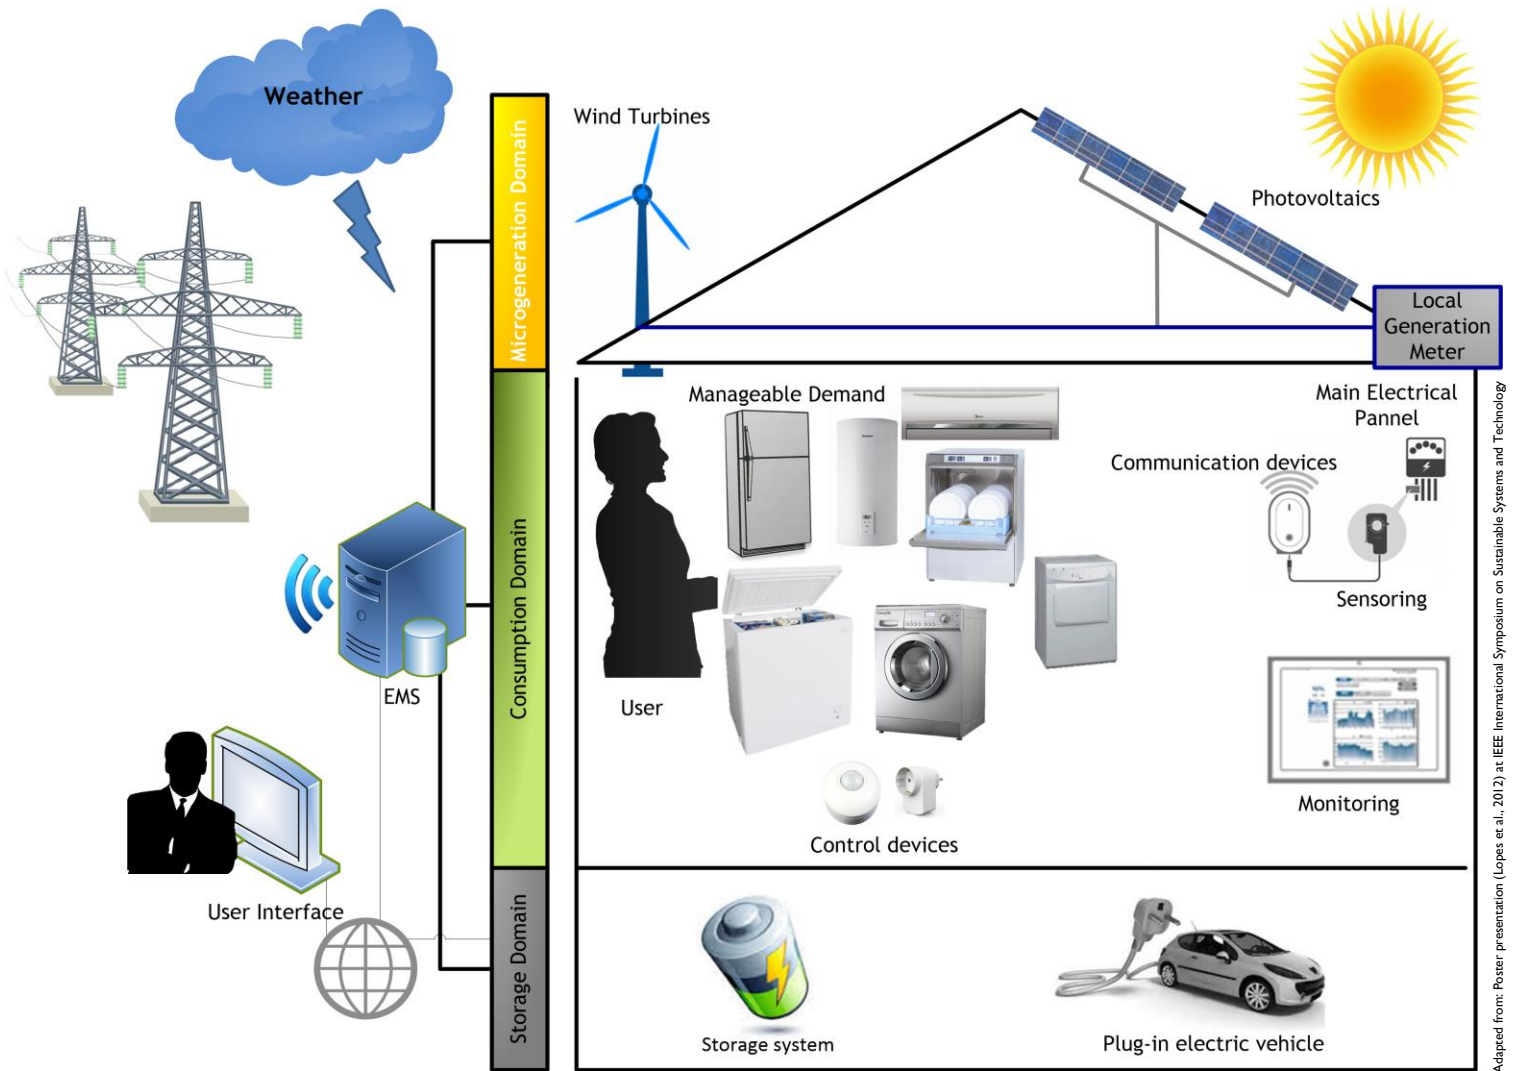 Weather
Wind Turbines
Photovoltaics
Microgeneration Domain
Local
Generation
Meter
Manageable Demand
Main Electrical
Pannel
Communication devices
Sensoring
Consumption Domain
EMS
User
Monitoring
Control devices
User Interface
Storage Domain
Storage system
Plug-in electric vehicle
Adapted from: Poster presentation (Lopes et al., 2012) at IEEE International Symposium on Sustainable Systems and Technology